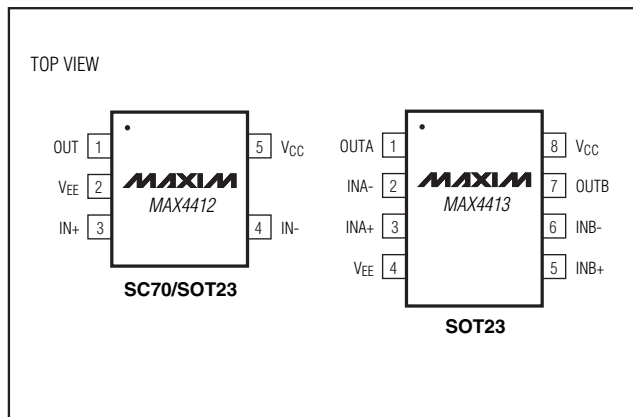 TOP VIEW
OUT 1
VEE 2
IN+ 3
5 VCC
4 IN-
MAXIM
MAX4412
SC70/SOT23
OUTA 1
INA- 2
INA+ 3
VEE 4
8 VCC
7 OUTB
6 INB-
5 INB+
MAXIM
MAX4413
SOT23